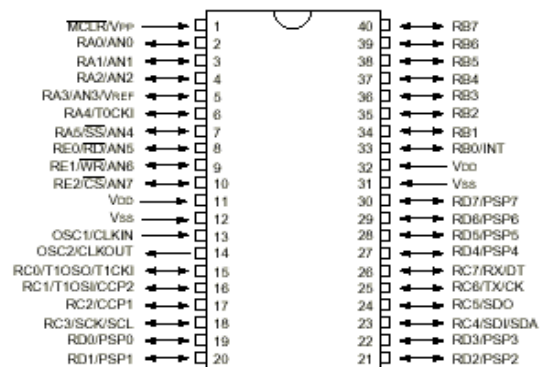 MCLR/VPP 1 40 RB7
RA0/AN0 2 39 RB6
RA1/AN1 3 38 RB5
RA2/AN2 4 37 RB4
RA3/AN3/VREF 5 36 RB3
RA4/T0CKI 6 35 RB2
RA5/SS/AN4 7 34 RB1
RE0/RD/AN5 8 33 RB0/INT
RE1/WR/AN6 9 32 VDD
RE2/CS/AN7 10 31 VSS
VDD 11 30 RD7/PSP7
VSS 12 29 RD6/PSP6
OSC1/CLKIN 13 28 RD5/PSP5
OSC2/CLKOUT 14 27 RD4/PSP4
RC0/T1OSO/T1CKI 15 26 RC7/RX/DT
RC1/T1OSI/CCP2 16 25 RC6/TX/CK
RC2/CCP1 17 24 RC5/SDO
RC3/SCK/SCL 18 23 RC4/SDI/SDA
RD0/PSP0 19 22 RD3/PSP3
RD1/PSP1 20 21 RD2/PSP2